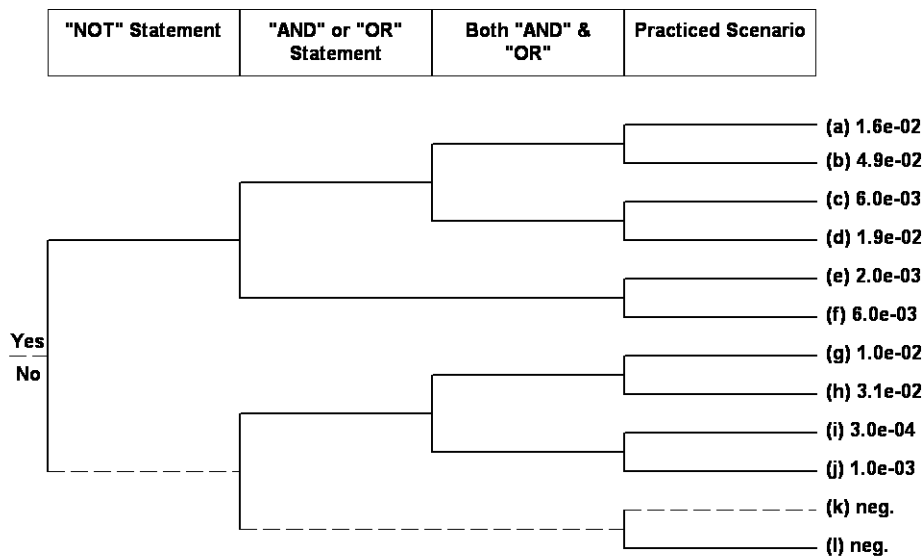 "NOT" Statement
"AND" or "OR"
Statement
Both "AND" &
"OR"
Practiced Scenario
(a) 1.6e-02
(b) 4.9e-02
(c) 6.0e-03
(d) 1.9e-02
(e) 2.0e-03
(f) 6.0e-03
Yes
No
(g) 1.0e-02
(h) 3.1e-02
(i) 3.0e-04
(j) 1.0e-03
(k) neg.
(l) neg.